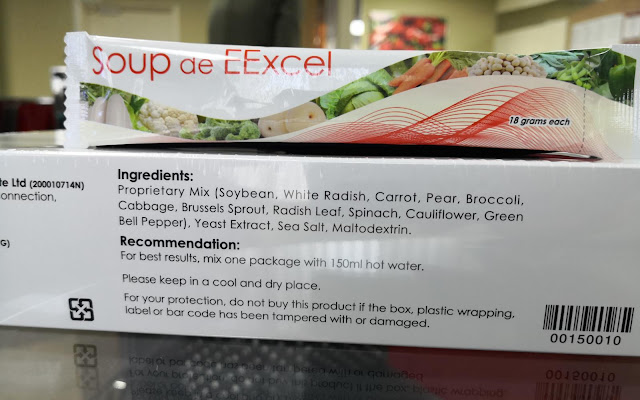 Soup de EExcel
18 grams each
te Ltd (200010714N)
onnection,
G)
Ingredients:
Proprietary Mix (Soybean, White Radish, Carrot, Pear, Broccoli,
Cabbage, Brussels Sprout, Radish Leaf, Spinach, Cauliflower, Green
Bell Pepper), Yeast Extract, Sea Salt, Maltodextrin.
Recommendation:
For best results, mix one package with 150ml hot water.
Please keep in a cool and dry place.
For your protection, do not buy this product if the box, plastic wrapping,
label or bar code has been tampered with or damaged.
00150010